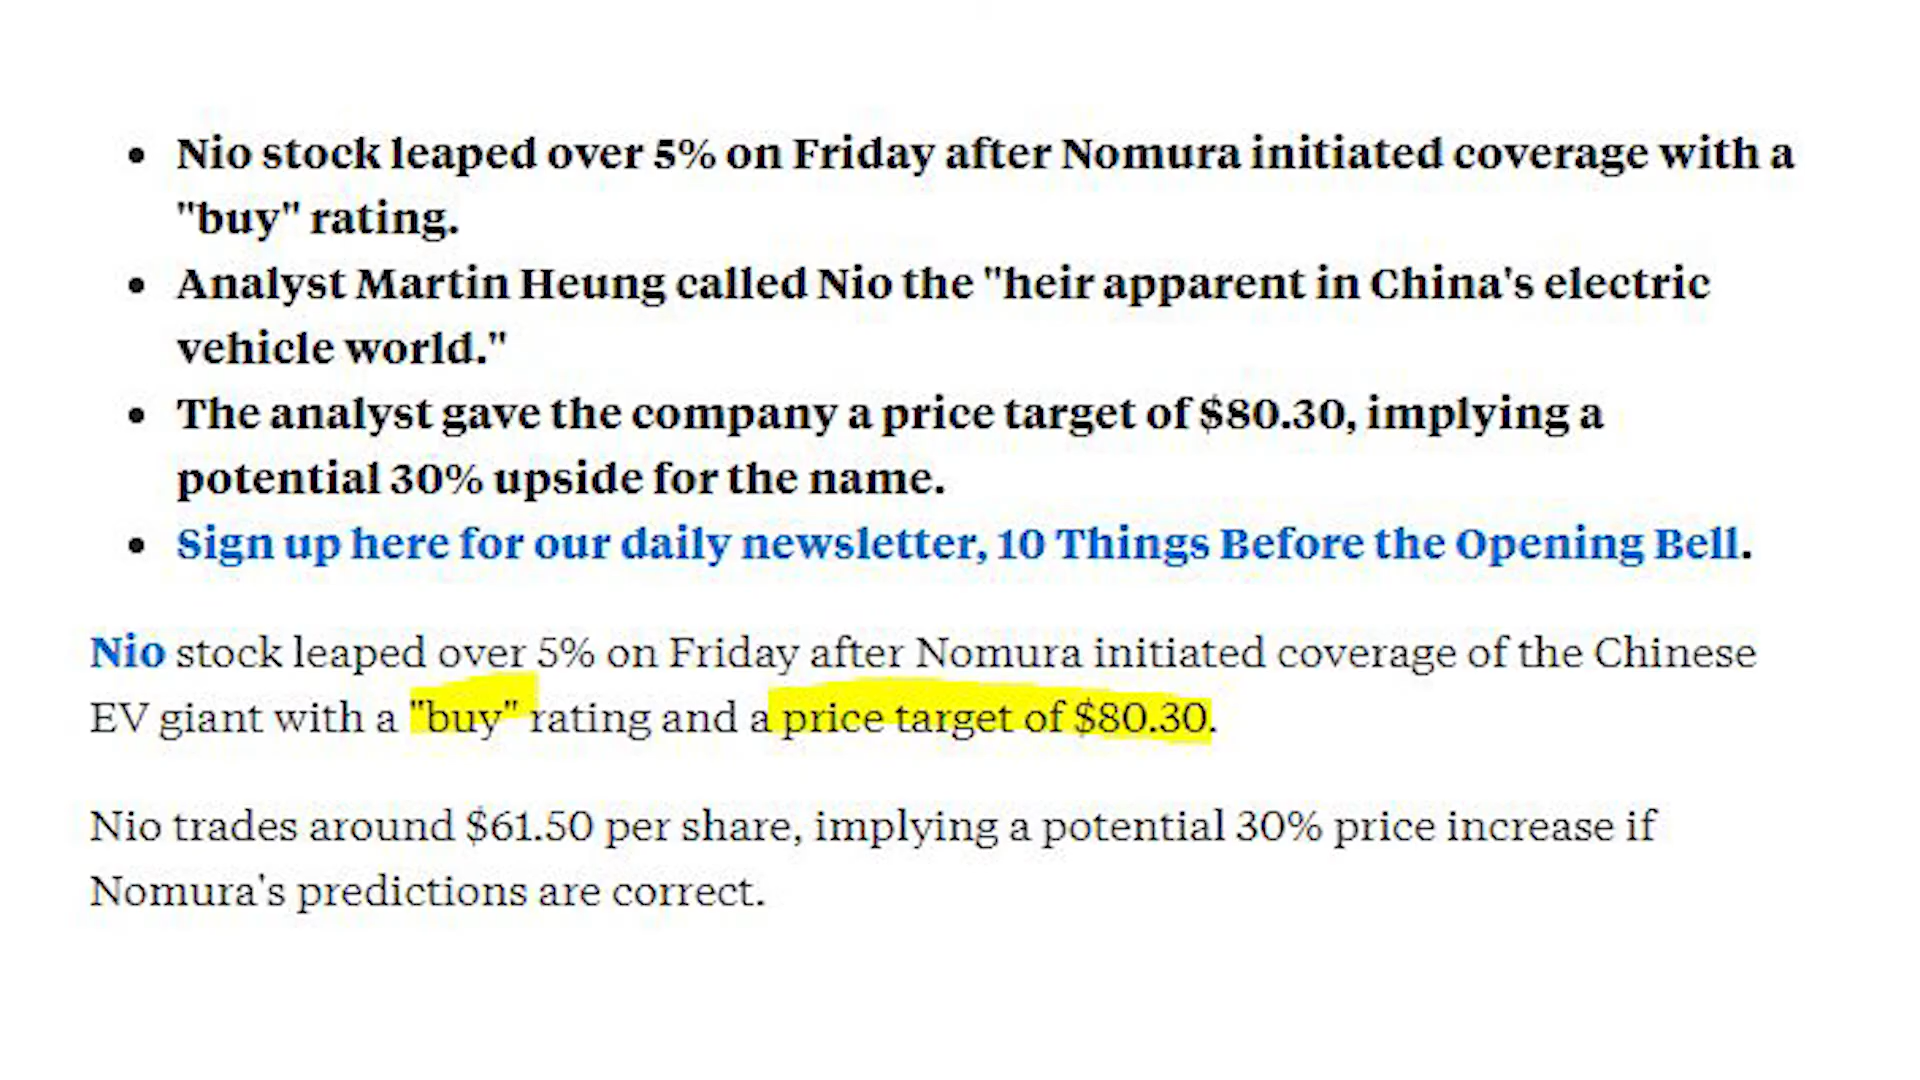 • Nio stock leaped over 5% on Friday after Nomura initiated coverage with a
"buy" rating.
• Analyst Martin Heung called Nio the "heir apparent in China's electric
vehicle world."
• The analyst gave the company a price target of $80.30, implying a
potential 30% upside for the name.
• Sign up here for our daily newsletter, 10 Things Before the Opening Bell.
Nio stock leaped over 5% on Friday after Nomura initiated coverage of the Chinese
EV giant with a "buy" rating and a price target of $80.30.
Nio trades around $61.50 per share, implying a potential 30% price increase if
Nomura's predictions are correct.